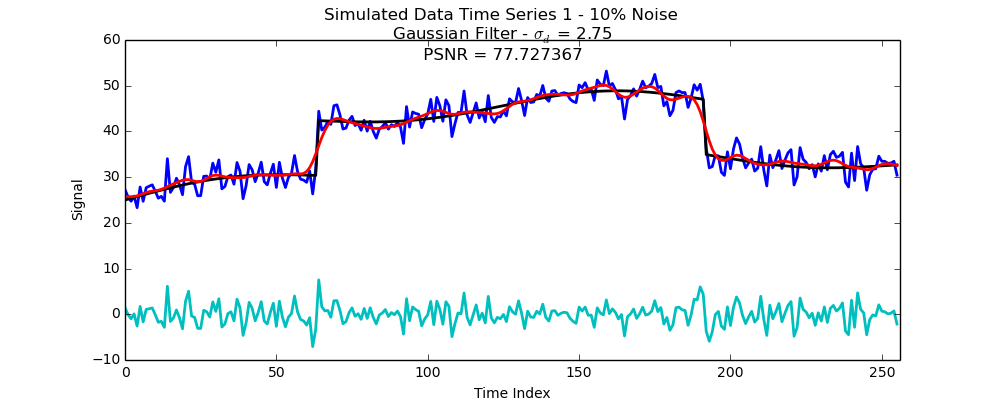 Simulated Data Time Series 1 - 10% Noise
Gaussian Filter - σ_d = 2.75
PSNR = 77.727367
60
50
40
30
20
10
0
−10
Signal
0
50
100
150
200
250
Time Index